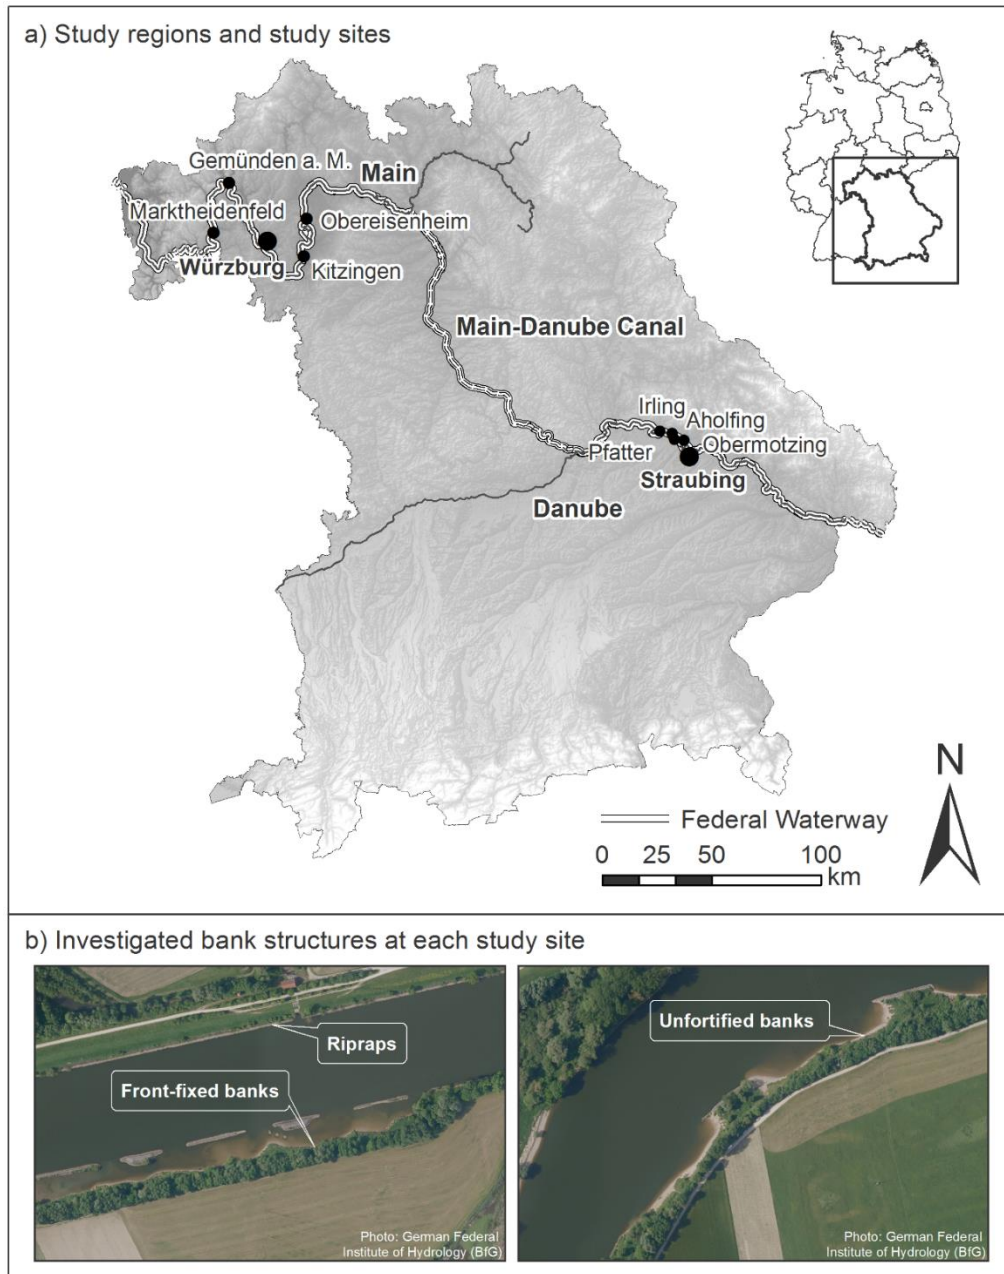 a) Study regions and study sites
Gemünden a. M.
Main
Marktheidenfeld
Obereisenheim
Würzburg
Kitzingen
Main-Danube Canal
Irling
Aholfing
Pfatter
Obermotzing
Straubing
Danube
N
Federal Waterway
0 25 50 100
km
b) Investigated bank structures at each study site
Ripraps
Front-fixed banks
Photo: German Federal
Institute of Hydrology (BfG)
Unfortified banks
Photo: German Federal
Institute of Hydrology (BfG)